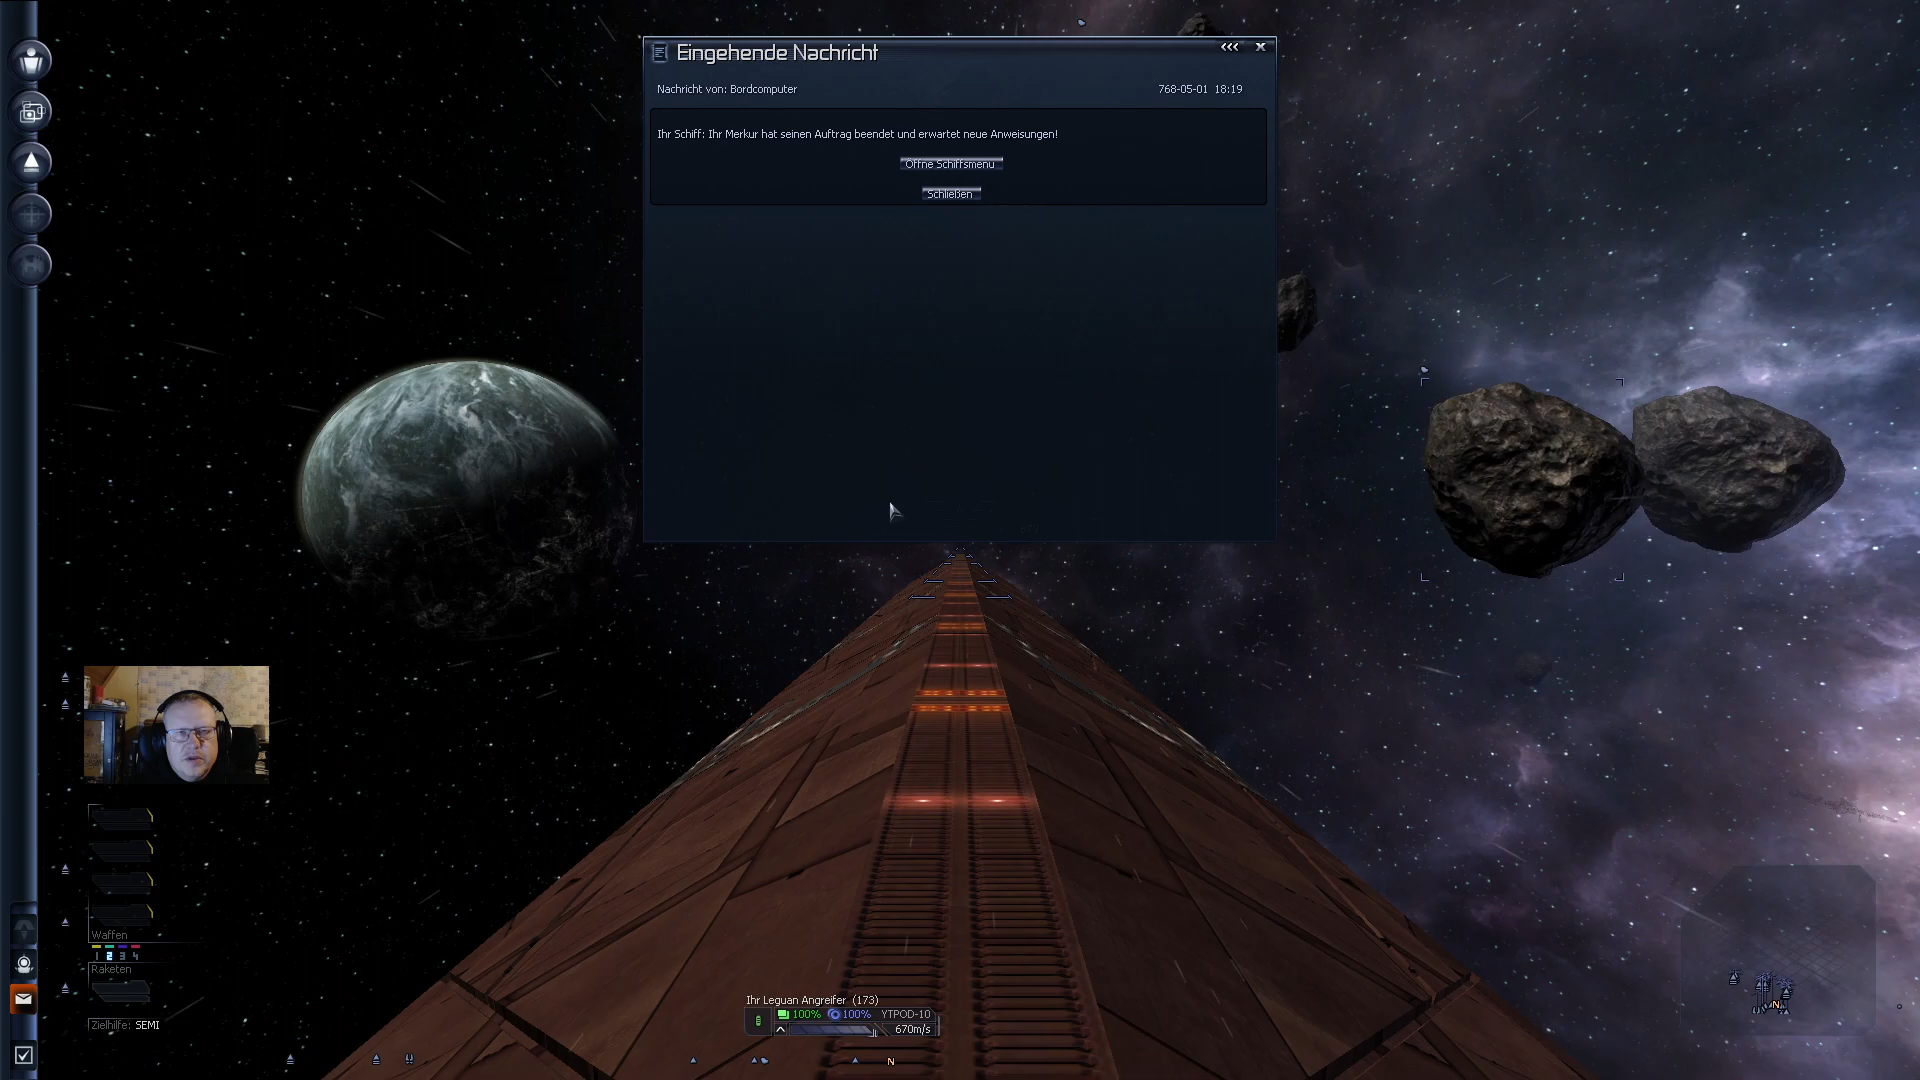 Eingehende Nachricht
Nachricht von: Bordcomputer
768-05-01 18:19
Ihr Schiff: Ihr Merkur hat seinen Auftrag beendet und erwartet neue Anweisungen!
Öffne Schiffsmenü
Schließen
Waffen
1 2 3 4
Raketen
Zielhilfe: SEMI
Ihr Leguan Angreifer (173)
100% 100% YTPOD-10
670m/s
N
N